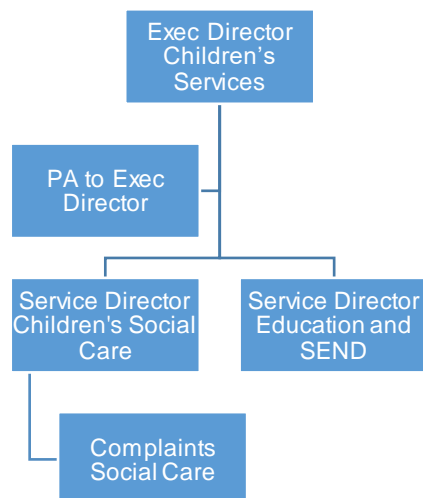 Exec Director
Children’s
Services
PA to Exec
Director
Service Director
Children's Social
Care
Service Director
Education and
SEND
Complaints
Social Care